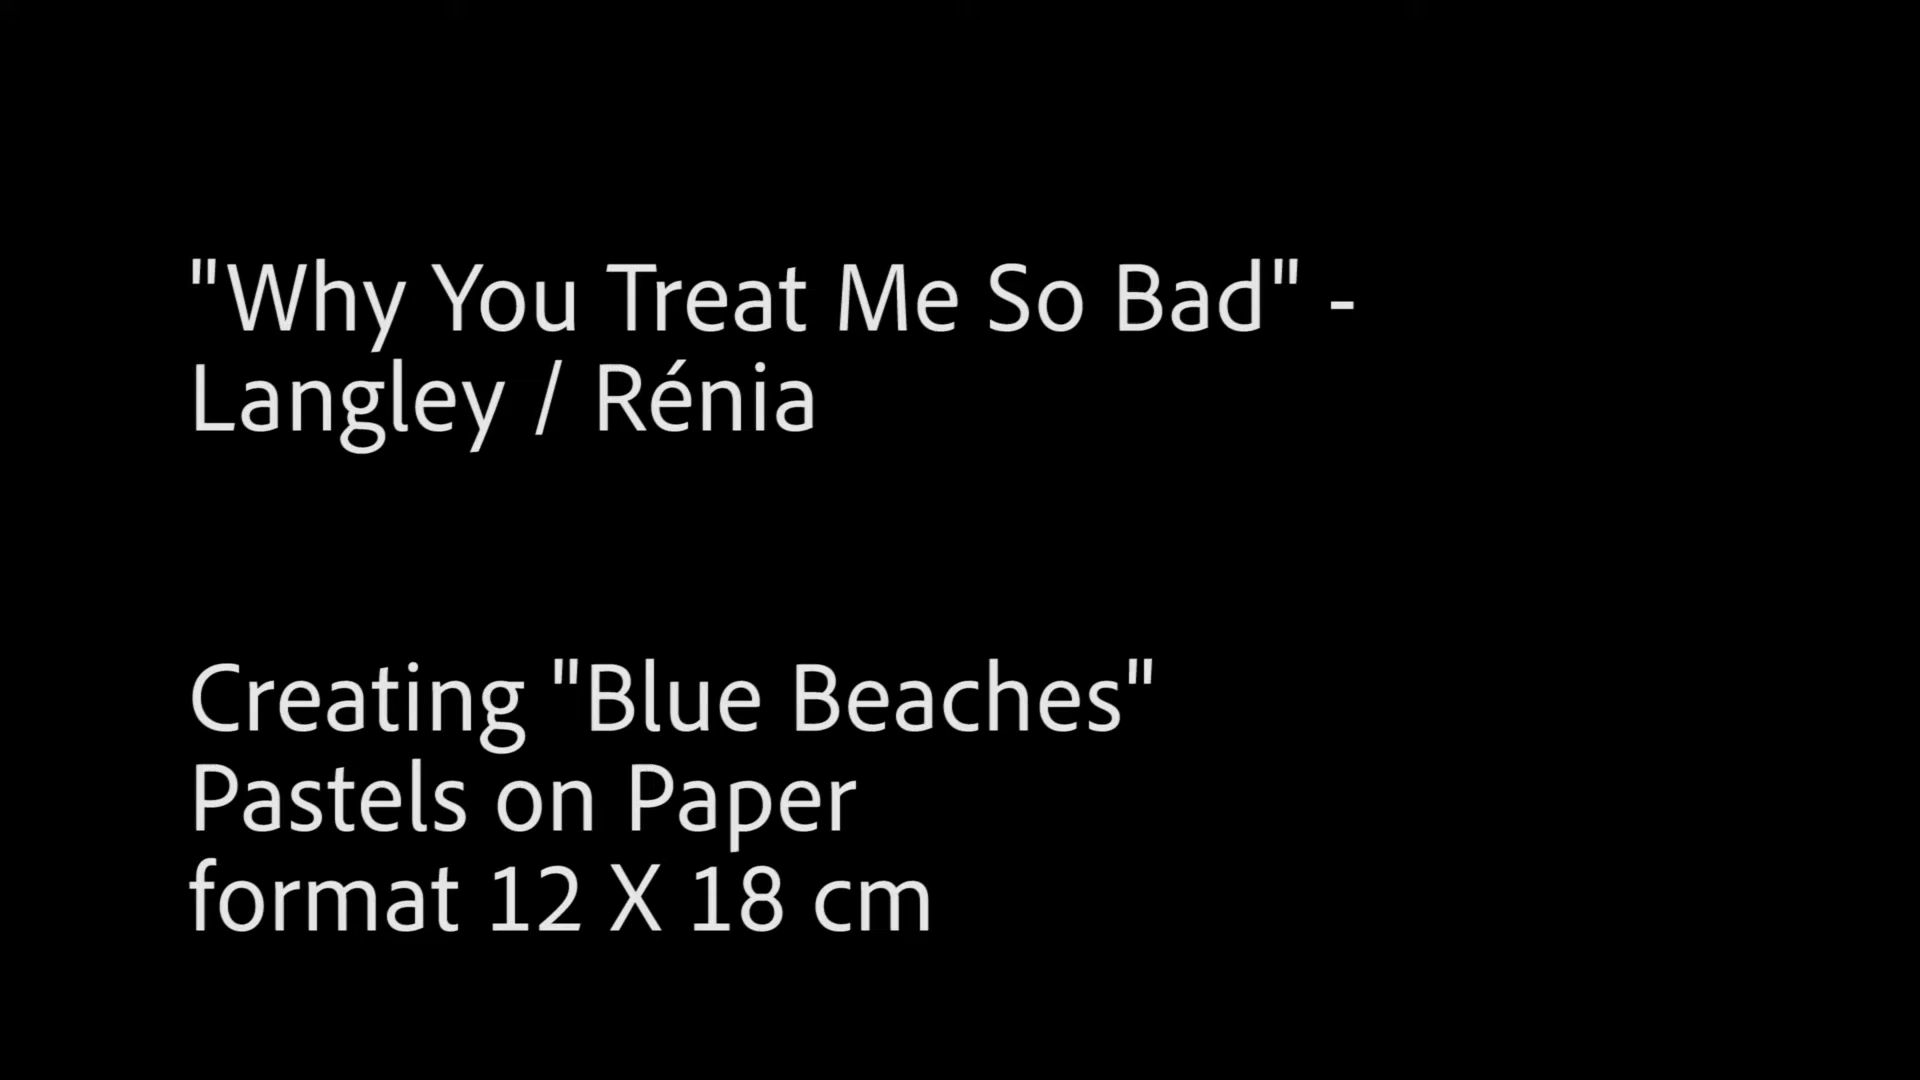 "Why You Treat Me So Bad" -
Langley / Rénia
Creating "Blue Beaches"
Pastels on Paper
format 12 X 18 cm